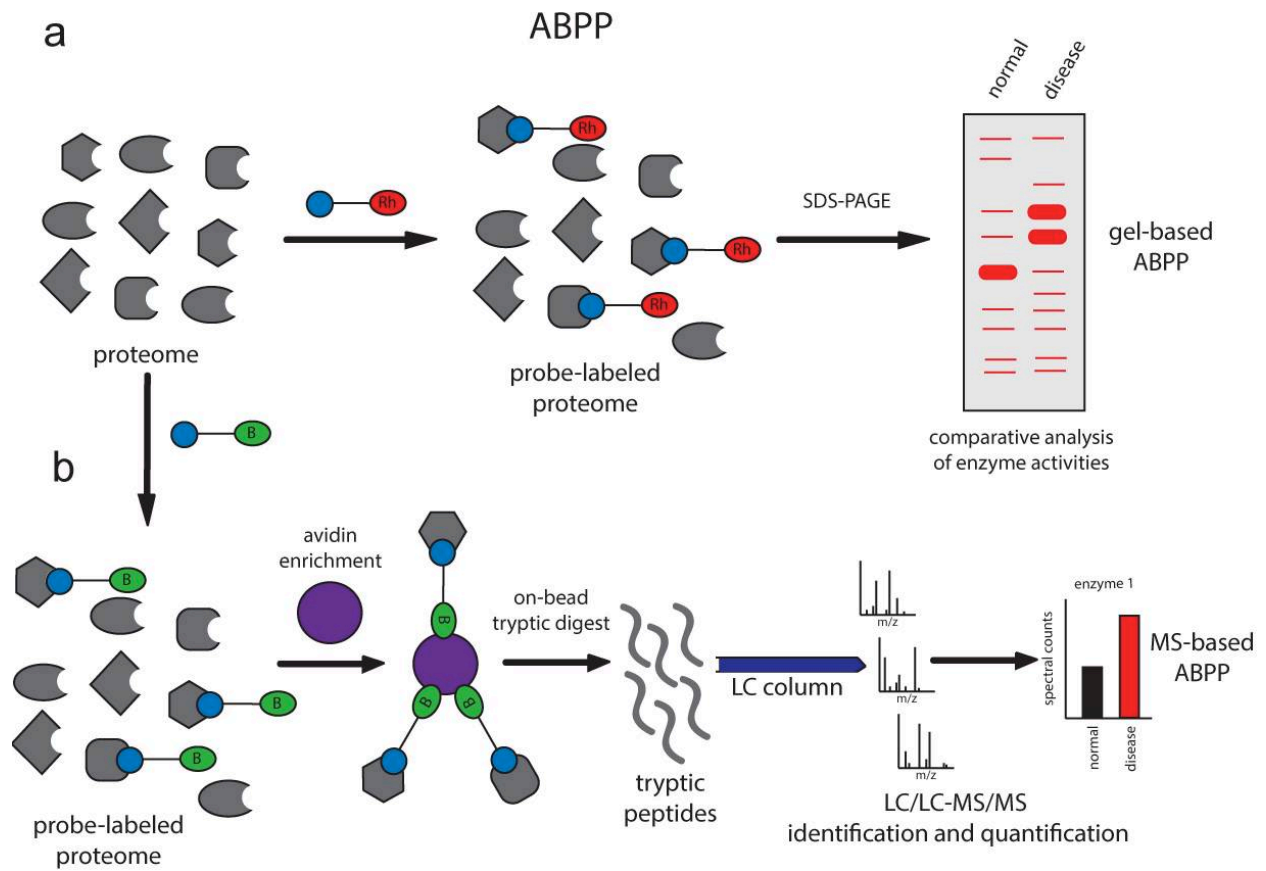 a
ABPP
normal
disease
Rh
Rh
Rh
Rh
SDS-PAGE
gel-based
ABPP
proteome
probe-labeled
proteome
comparative analysis
of enzyme activities
B
b
avidin
enrichment
B
B
B
B
B
B
on-bead
tryptic digest
LC column
tryptic
peptides
m/z
m/z
m/z
LC/LC-MS/MS
identification and quantification
enzyme 1
spectral counts
normal
disease
MS-based
ABPP
probe-labeled
proteome